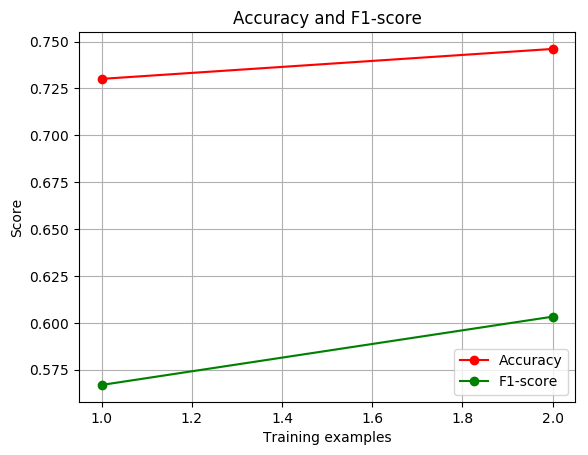 Accuracy and F1-score
0.750
0.725
0.700
0.675
0.650
0.625
0.600
0.575
Score
1.0 1.2 1.4 1.6 1.8 2.0
Training examples
Accuracy
F1-score